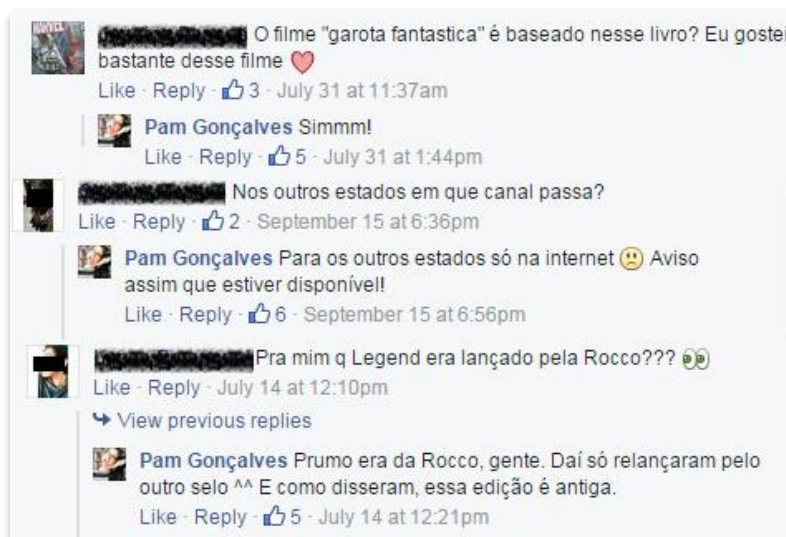 MARVEL
O filme "garota fantastica" é baseado nesse livro? Eu gostei
bastante desse filme
Like · Reply · 3 · July 31 at 11:37am
Pam Gonçalves Simmm!
Like · Reply · 5 · July 31 at 1:44pm
Nos outros estados em que canal passa?
Like · Reply · 2 · September 15 at 6:36pm
Pam Gonçalves Para os outros estados só na internet Aviso
assim que estiver disponível!
Like · Reply · 6 · September 15 at 6:56pm
Pra mim q Legend era lançado pela Rocco???
Like · Reply · July 14 at 12:10pm
View previous replies
Pam Gonçalves Prumo era da Rocco, gente. Daí só relançaram pelo
outro selo ^^ E como disseram, essa edição é antiga.
Like · Reply · 5 · July 14 at 12:21pm